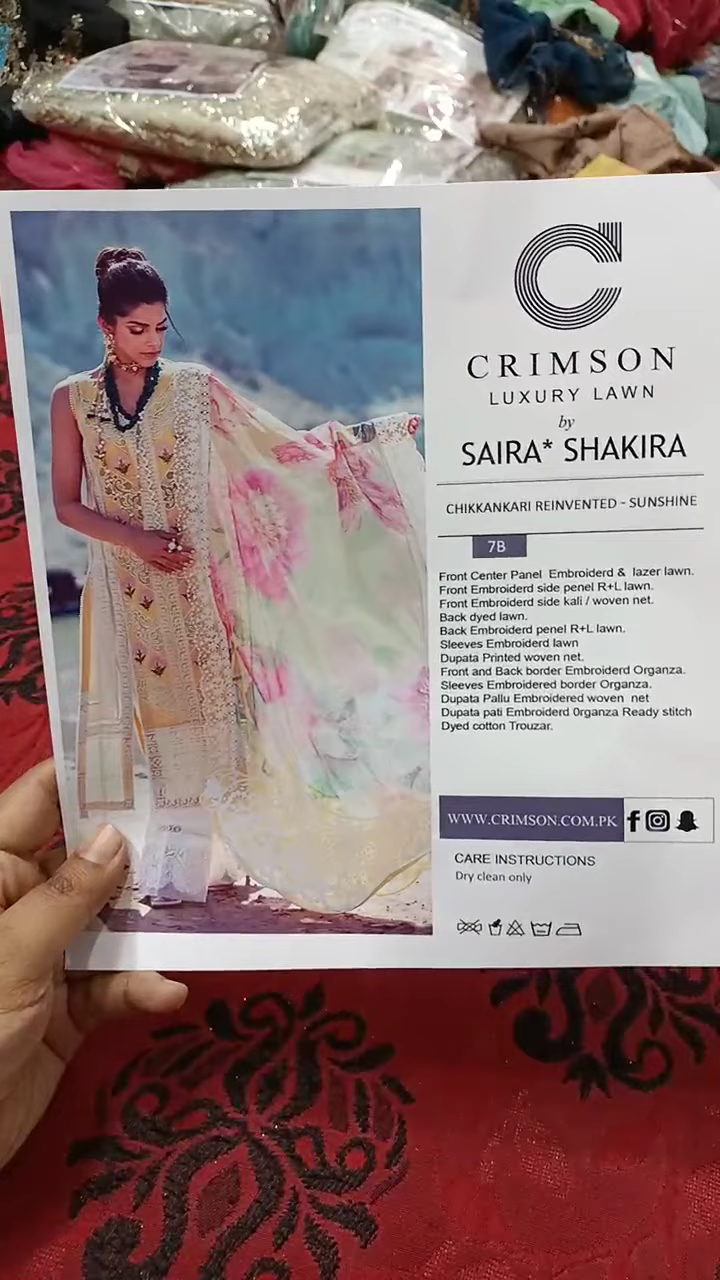 CRIMSON
LUXURY LAWN
by
SAIRA* SHAKIRA
CHIKKANKARI REINVENTED - SUNSHINE
7B
Front Center Panel Embroiderd & lazer lawn.
Front Embroiderd side penel R+L lawn.
Front Embroiderd side kali / woven net.
Back dyed lawn.
Back Embroiderd penel R+L lawn.
Sleeves Embroiderd lawn
Dupata Printed woven net.
Front and Back border Embroiderd Organza.
Sleeves Embroidered border Organza.
Dupata Pallu Embroidered woven net
Dupata pati Embroiderd 0rganza Ready stitch
Dyed cotton Trouzar.
WWW.CRIMSON.COM.PK
CARE INSTRUCTIONS
Dry clean only